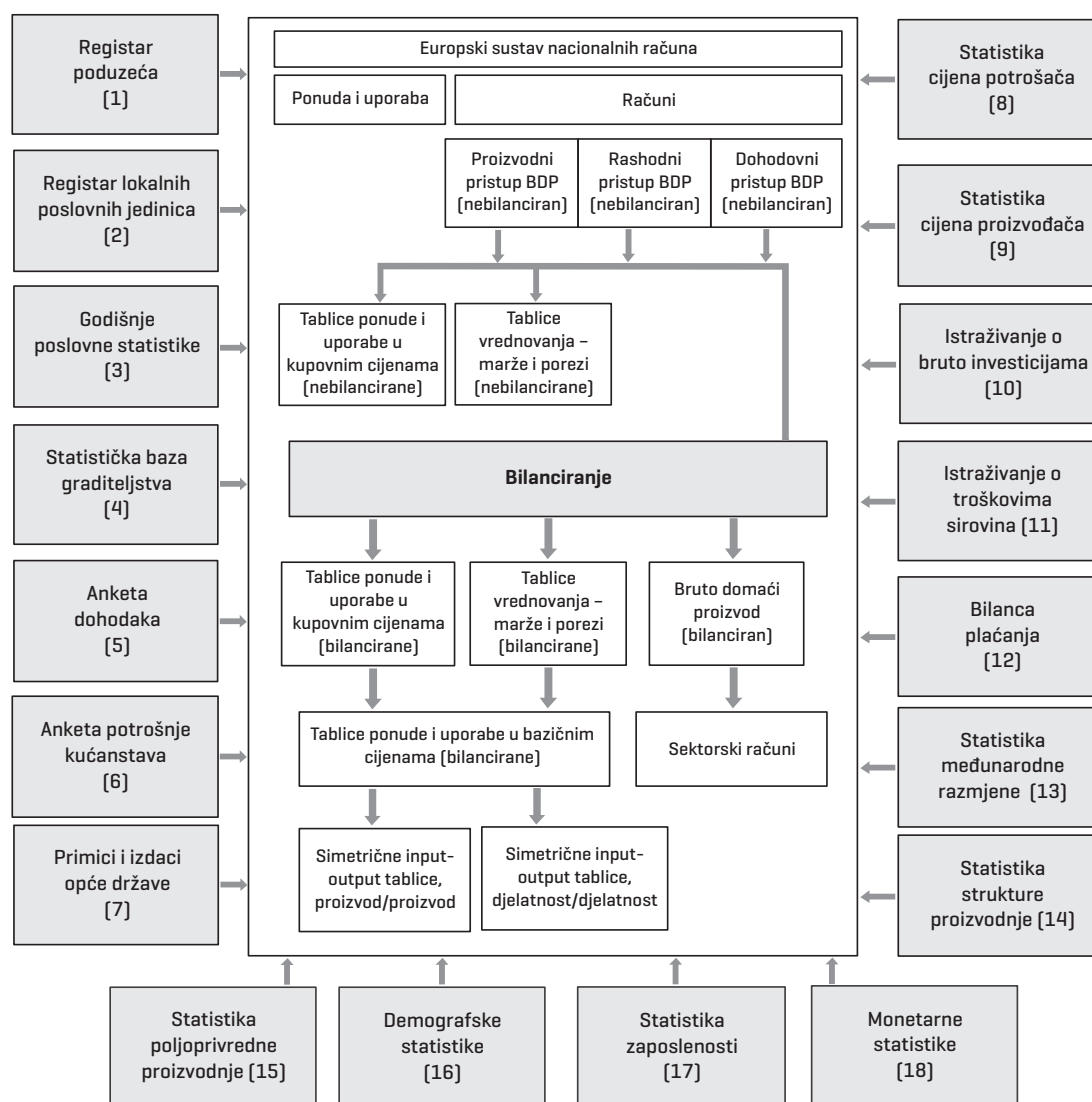 Registar
poduzeća
(1)
Registar lokalnih
poslovnih jedinica
(2)
Godišnje
poslovne statistike
(3)
Statistička baza
graditeljstva
(4)
Anketa
dohodaka
(5)
Anketa potrošnje
kućanstava
(6)
Primici i izdaci
opće države
(7)
Europski sustav nacionalnih računa
Ponuda i uporaba
Računi
Proizvodni
pristup BDP
(nebilanciran)
Rashodni
pristup BDP
(nebilanciran)
Dohodovni
pristup BDP
(nebilanciran)
Tablice ponude i
uporabe u
kupovnim cijenama
(nebilancirane)
Tablice
vrednovanja –
marže i porezi
(nebilancirane)
Bilanciranje
Tablice ponude i
uporabe u
kupovnim cijenama
(bilancirane)
Tablice
vrednovanja –
marže i porezi
(bilancirane)
Bruto domaći
proizvod
(bilanciran)
Tablice ponude i uporabe u bazičnim
cijenama (bilancirane)
Sektorski računi
Simetrične input-
output tablice,
proizvod/proizvod
Simetrične input-
output tablice,
djelatnost/djelatnost
Statistika
cijena potrošača
(8)
Statistika
cijena proizvođača
(9)
Istraživanje o
bruto investicijama
(10)
Istraživanje o
troškovima
sirovina (11)
Bilanca
plaćanja
(12)
Statistika
međunarodne
razmjene (13)
Statistika
strukture
proizvodnje (14)
Statistika
poljoprivredne
proizvodnje (15)
Demografske
statistike
(16)
Statistika
zaposlenosti
(17)
Monetarne
statistike
(18)